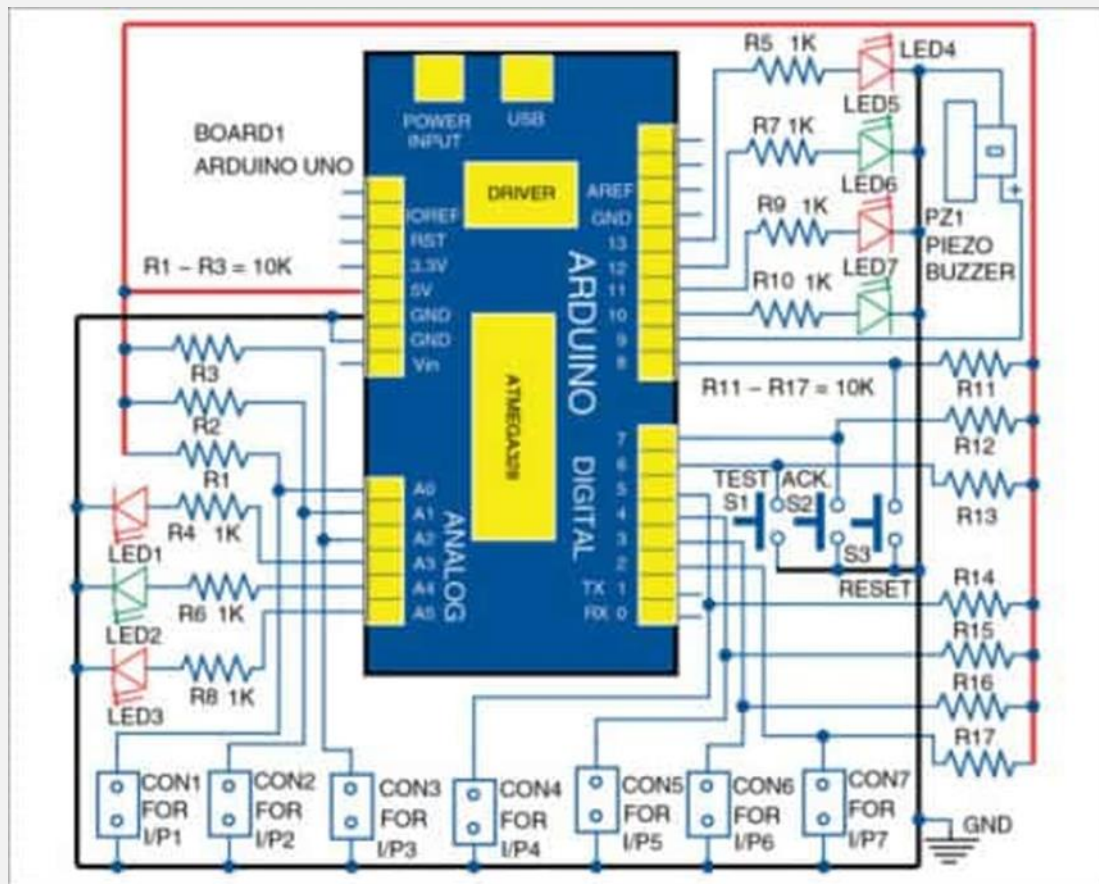 R5 1K
LED4
LED5
R7 1K
LED6
R9 1K
LED7
R10 1K
PZ1
PIEZO
BUZZER
+
BOARD1
ARDUINO UNO
POWER
INPUT
USB
DRIVER
AREF
GND
13
12
11
10
9
8
IOREF
RST
3.3V
5V
GND
GND
Vin
ARDUINO
ATMEGA328
DIGITAL
7
6
5
4
3
2
TX 1
RX 0
A0
A1
A2
A3
A4
A5
ANALOG
R1 – R3 = 10K
R3
R2
R1
R4 1K
LED1
R6 1K
LED2
R8 1K
LED3
R11 – R17 = 10K
R11
R12
R13
TEST
S1
ACK.
S2
S3
RESET
R14
R15
R16
R17
CON1
FOR
I/P1
CON2
FOR
I/P2
CON3
FOR
I/P3
CON4
FOR
I/P4
CON5
FOR
I/P5
CON6
FOR
I/P6
CON7
FOR
I/P7
GND